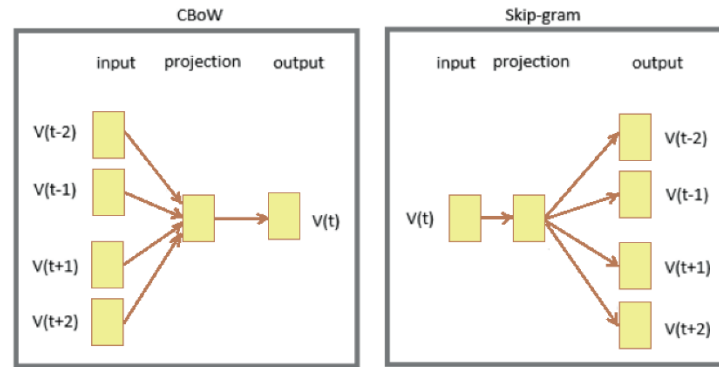 CBoW
input projection output
V(t-2)
V(t-1)
V(t)
V(t+1)
V(t+2)
Skip-gram
input projection output
V(t-2)
V(t-1)
V(t)
V(t+1)
V(t+2)